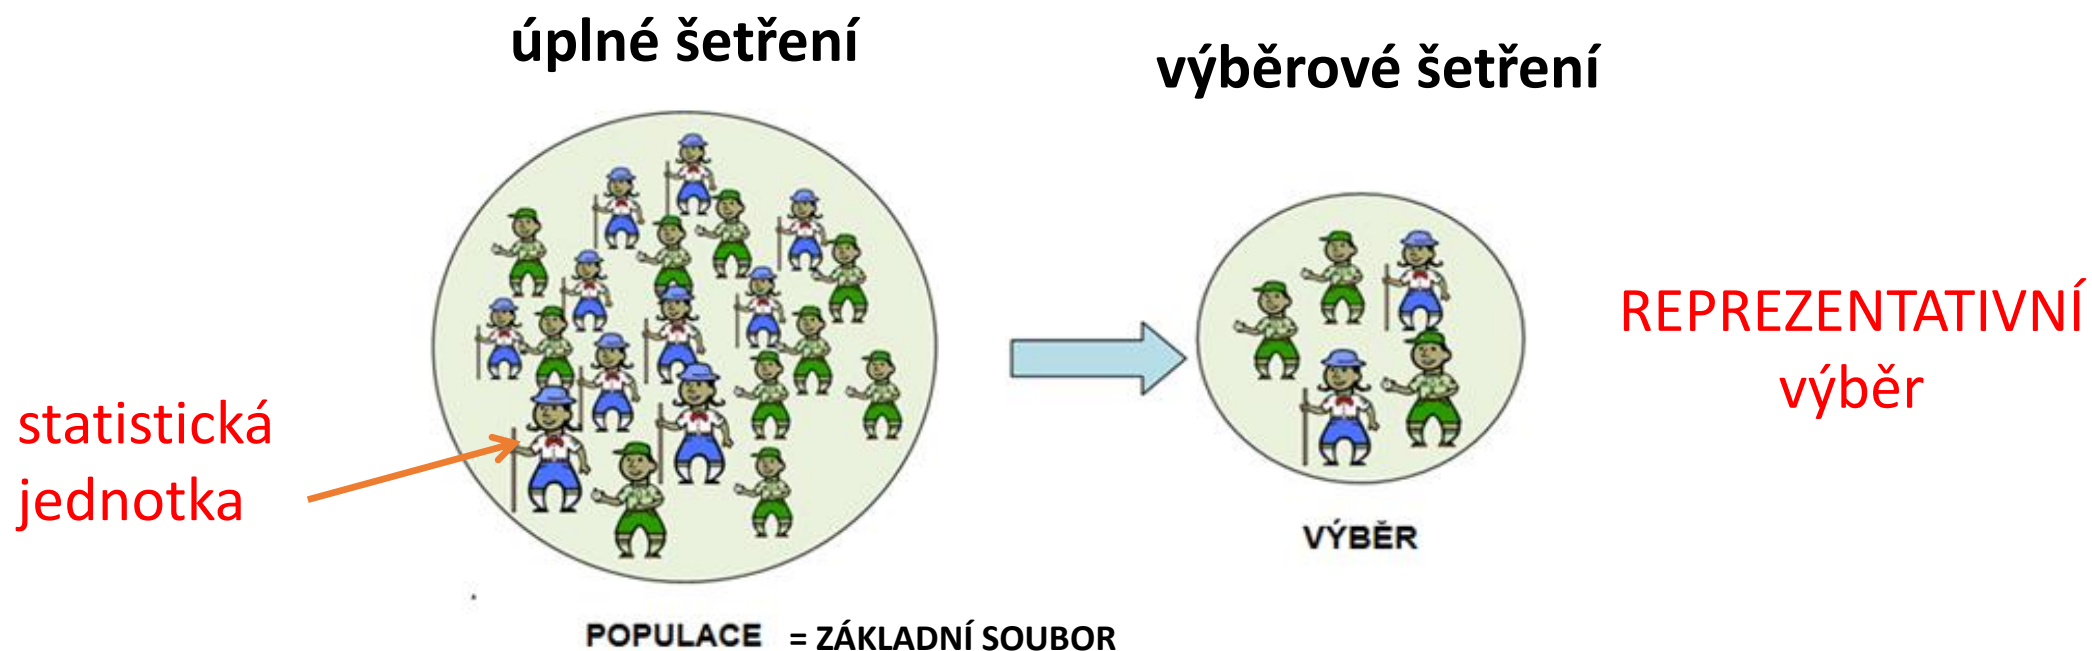 úplné šetření
výběrové šetření
statistická
jednotka
REPREZENTATIVNÍ
výběr
VÝBĚR
POPULACE = ZÁKLADNÍ SOUBOR